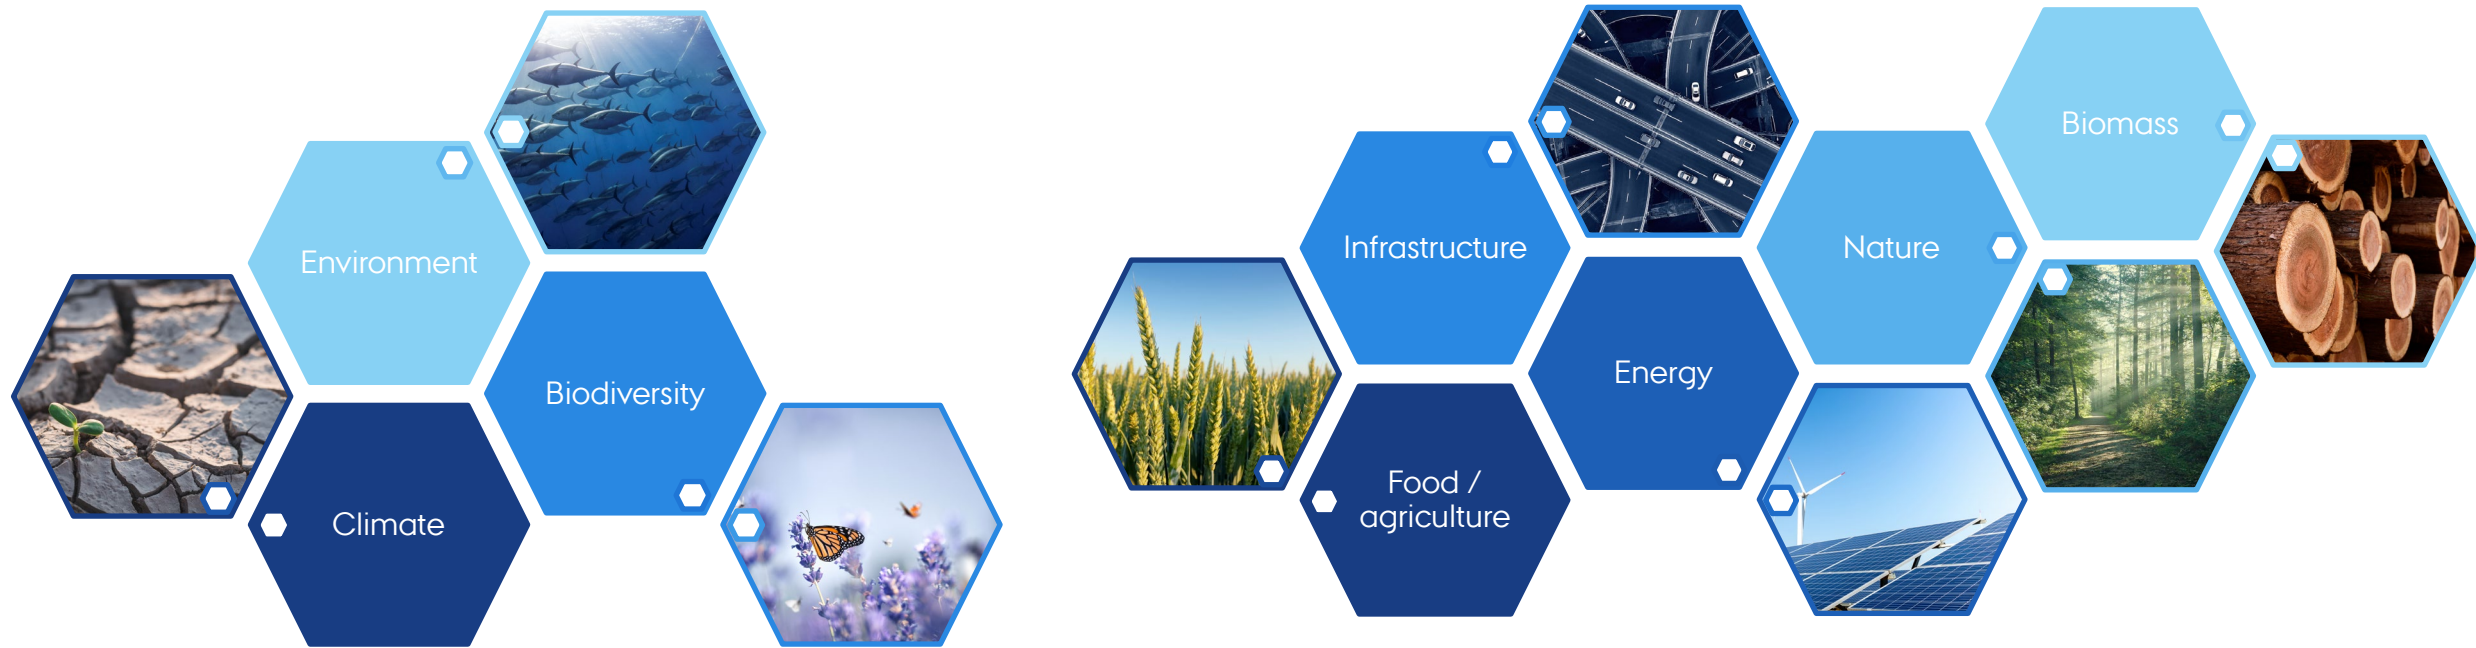 Environment
Biodiversity
Climate
Infrastructure
Food /
agriculture
Energy
Nature
Biomass